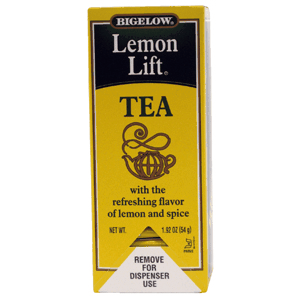 BIGELOW®
Lemon
Lift®
TEA
with the
refreshing flavor
of lemon and spice
NET WT. 1.92 OZ (54 g)
REMOVE
FOR
DISPENSER
USE